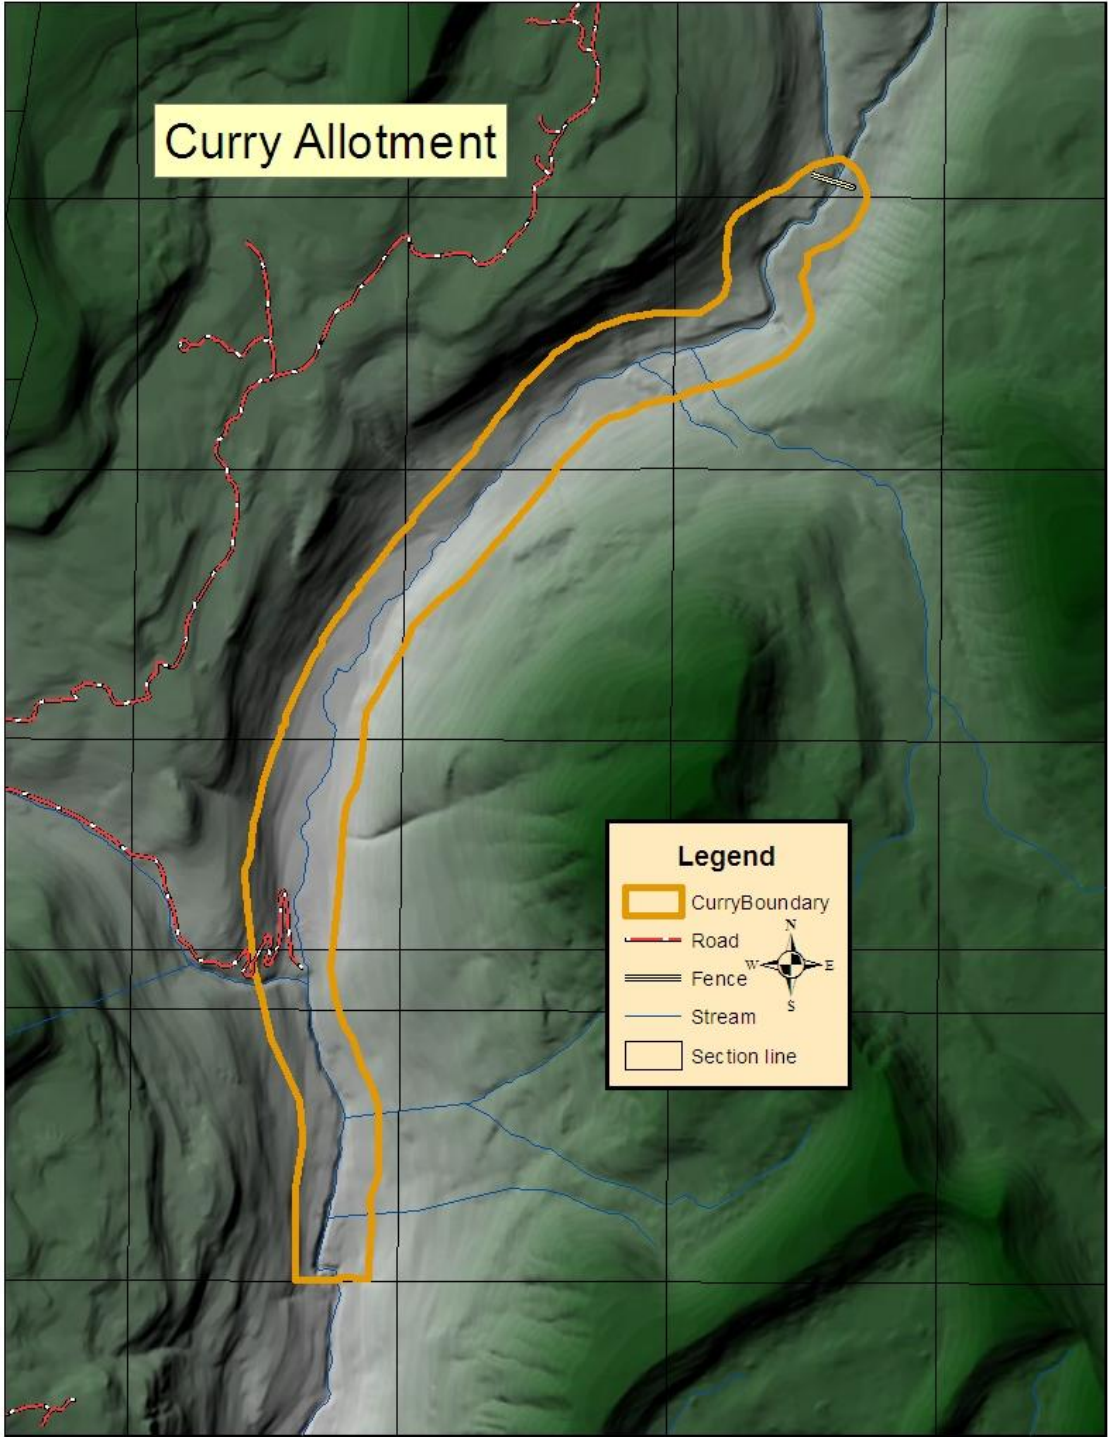 Curry Allotment
Legend
CurryBoundary
Road
Fence
Stream
Section line
N
W
E
S